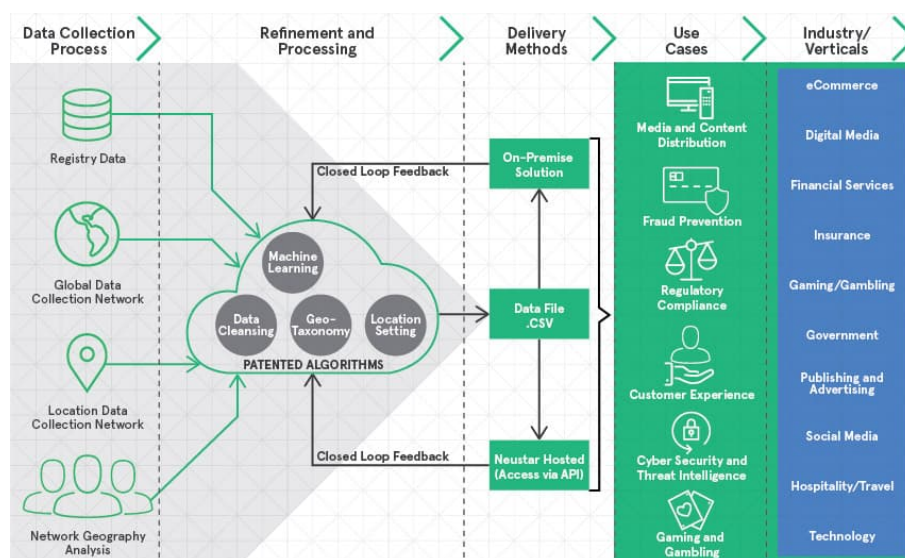 Data Collection
Process
Refinement and
Processing
Delivery
Methods
Use
Cases
Industry/
Verticals
Registry Data
Global Data
Collection Network
Location Data
Collection Network
Network Geography
Analysis
Closed Loop Feedback
Machine
Learning
Data
Cleansing
Geo-
Taxonomy
Location
Setting
PATENTED ALGORITHMS
Closed Loop Feedback
On-Premise
Solution
Data File
.CSV
Neustar Hosted
(Access via API)
Media and Content
Distribution
Fraud Prevention
Regulatory
Compliance
Customer Experience
Cyber Security and
Threat Intelligence
Gaming and
Gambling
eCommerce
Digital Media
Financial Services
Insurance
Gaming/Gambling
Government
Publishing and
Advertising
Social Media
Hospitality/Travel
Technology